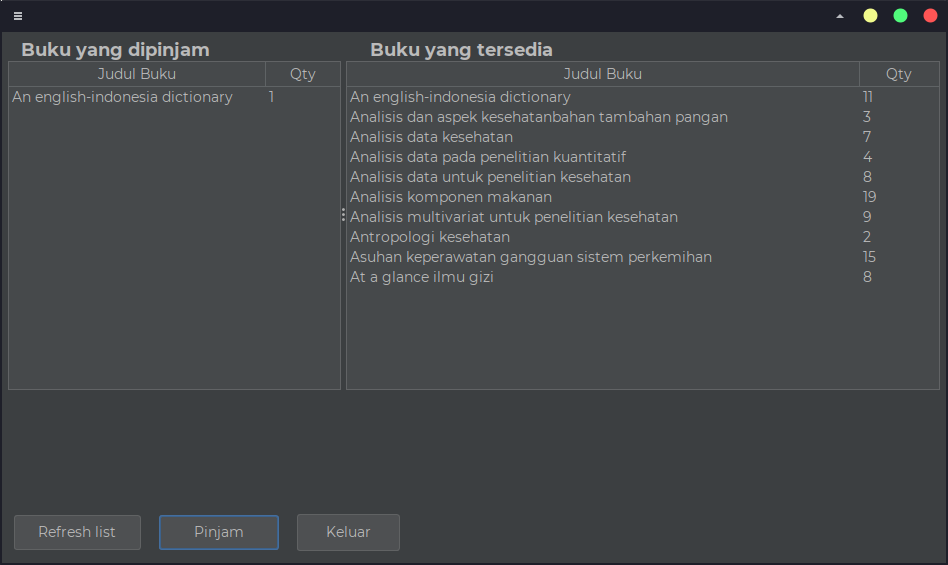 Buku yang dipinjam
Buku yang tersedia
Judul Buku Qty
An english-indonesia dictionary 1
Judul Buku Qty
An english-indonesia dictionary 11
Analisis dan aspek kesehatanbahan tambahan pangan 3
Analisis data kesehatan 7
Analisis data pada penelitian kuantitatif 4
Analisis data untuk penelitian kesehatan 8
Analisis komponen makanan 19
Analisis multivariat untuk penelitian kesehatan 9
Antropologi kesehatan 2
Asuhan keperawatan gangguan sistem perkemihan 15
At a glance ilmu gizi 8
Refresh list Pinjam Keluar